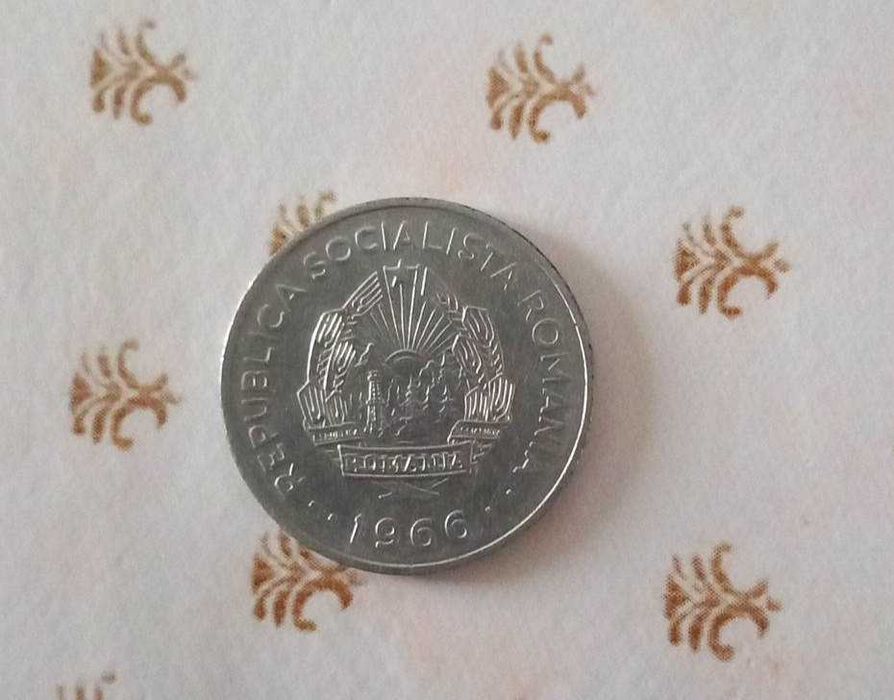 REPUBLICA SOCIALISTA ROMANIA
ROMANIA
1966